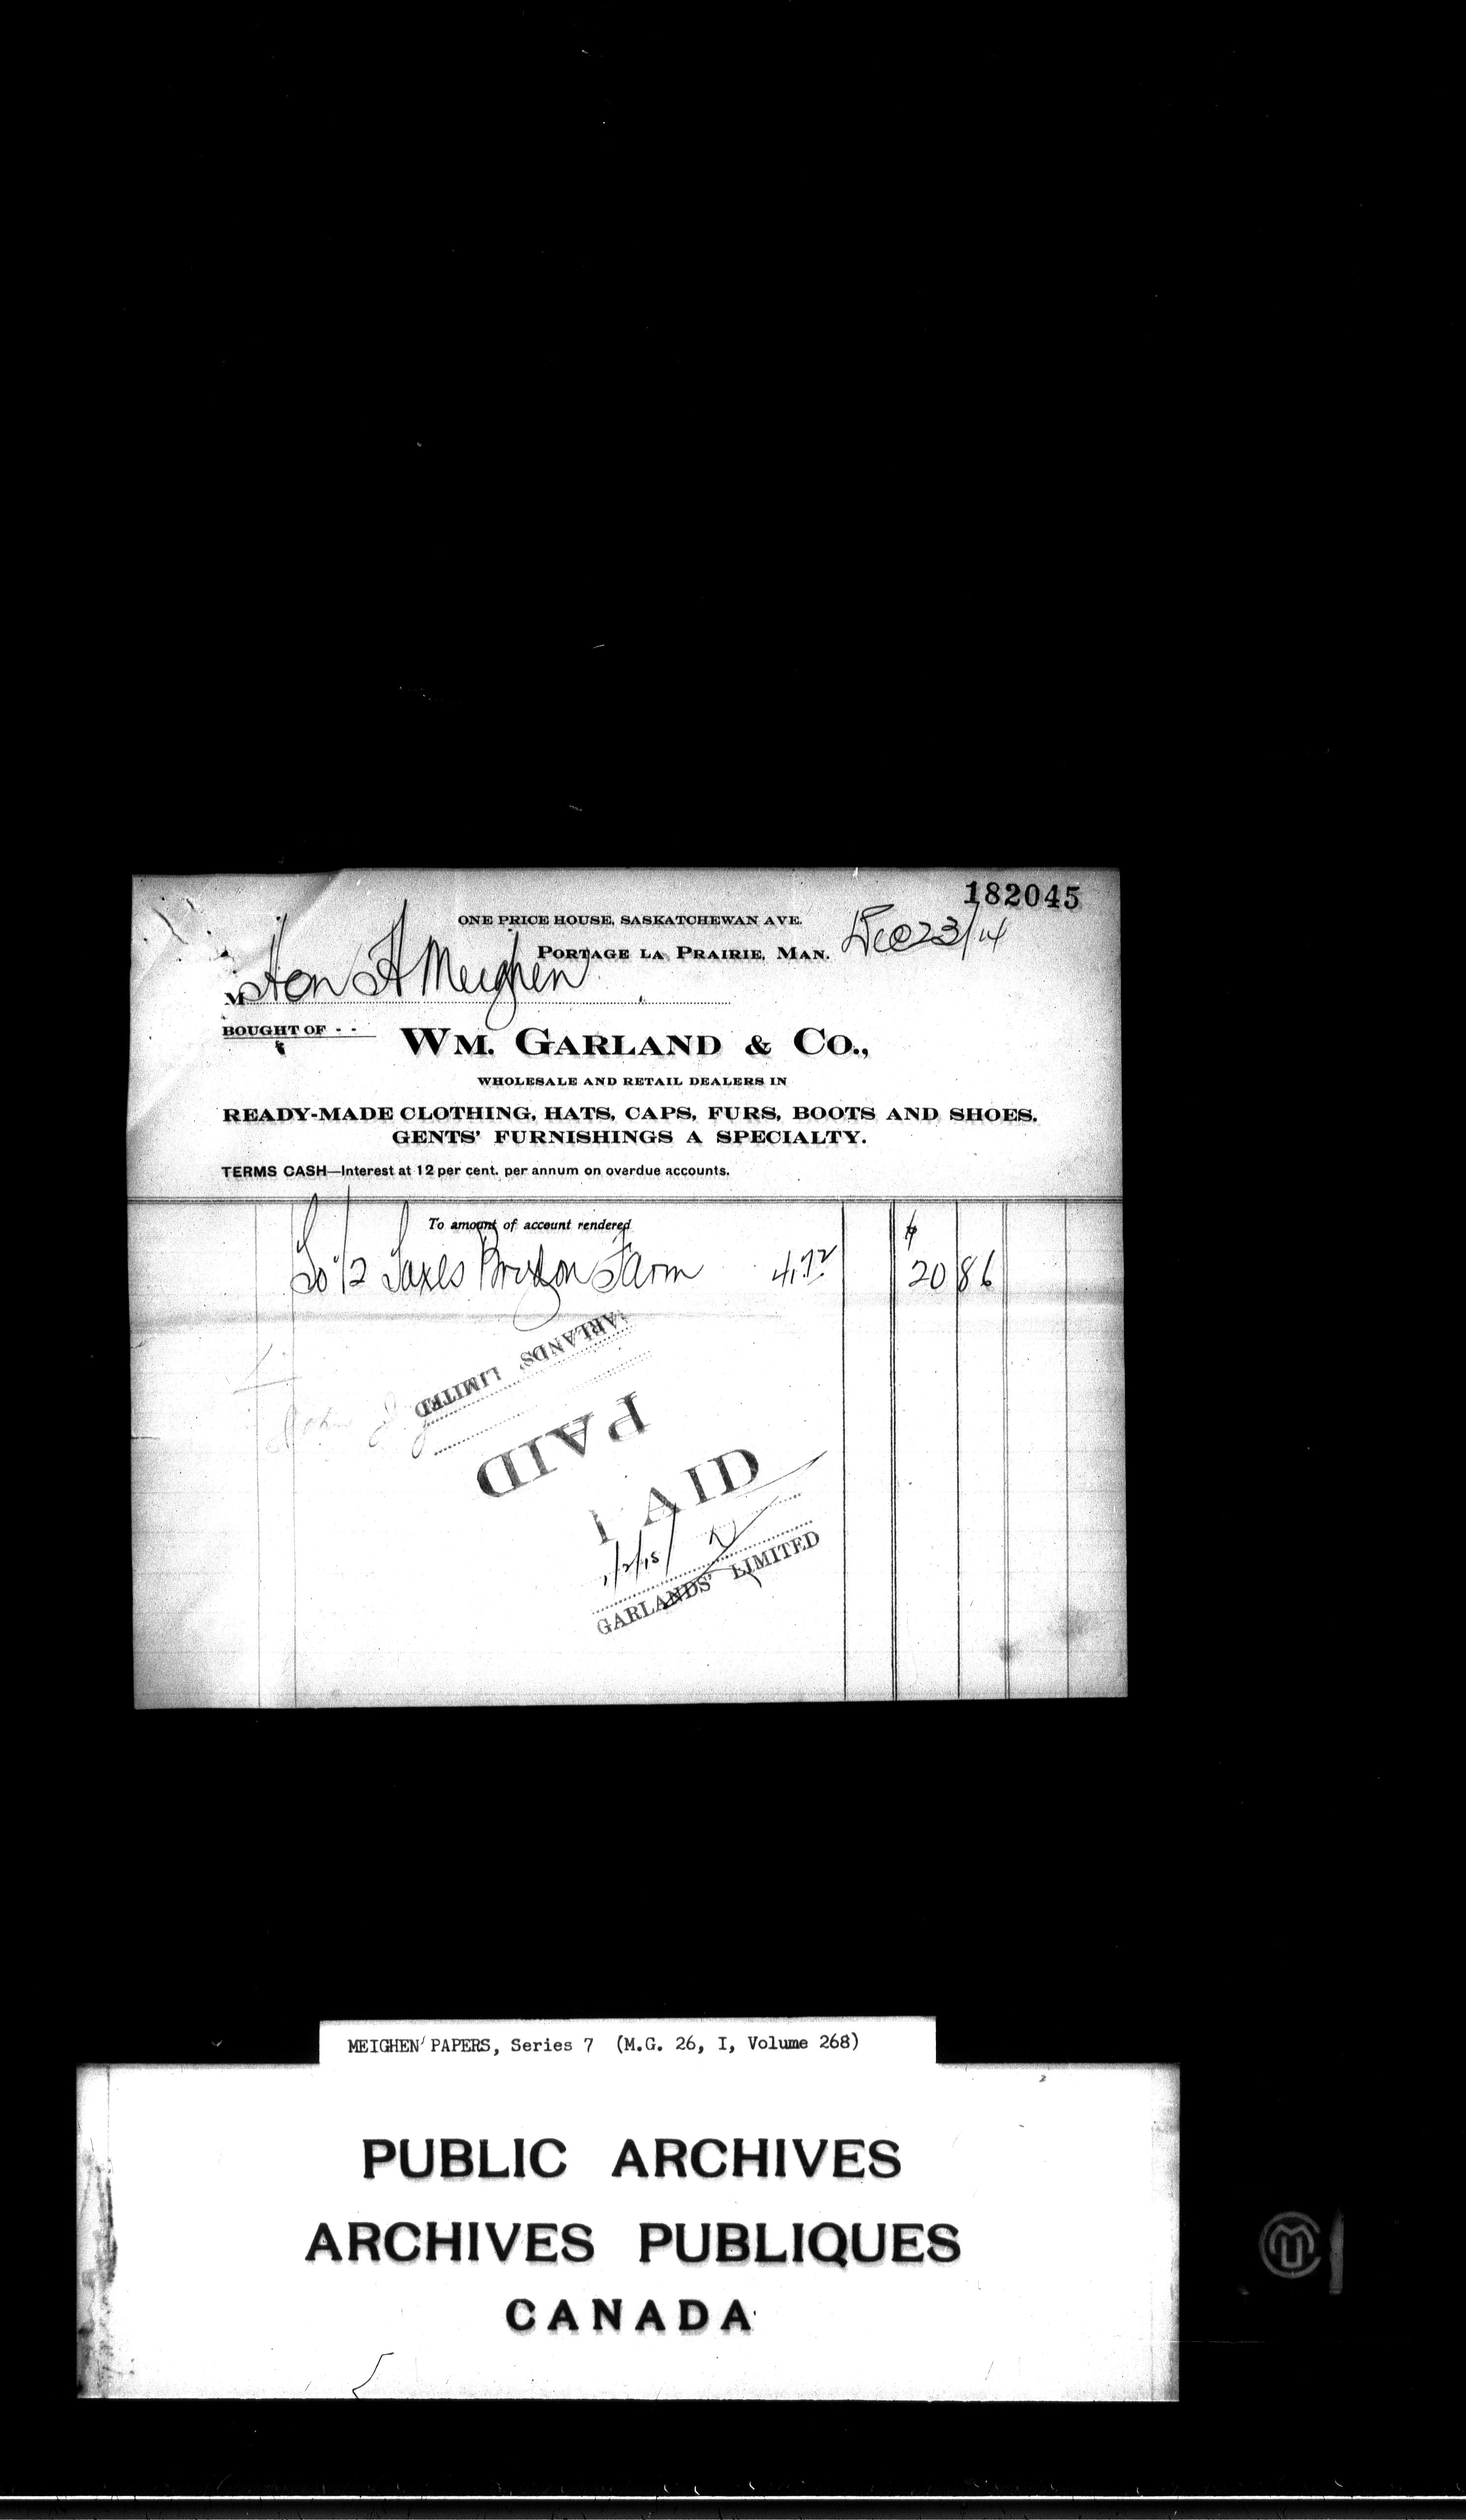 182045
ONE PRICE HOUSE, SASKATCHEWAN AVE.
PORTAGE LA PRAIRIE, MAN. Dec 23/14
M Hon A Meighen
BOUGHT OF - -
WM. GARLAND & CO.,
WHOLESALE AND RETAIL DEALERS IN
READY-MADE CLOTHING, HATS, CAPS, FURS, BOOTS AND SHOES.
GENTS' FURNISHINGS A SPECIALTY.
TERMS CASH—Interest at 12 per cent. per annum on overdue accounts.
To amount of account rendered
To 1/2 Taxes Farm 41.72 $ 20 86
GARLANDS' LIMITED
PAID
PAID
1/2/15
GARLANDS' LIMITED
MEIGHEN PAPERS, Series 7 (M.G. 26, I, Volume 268)
PUBLIC ARCHIVES
ARCHIVES PUBLIQUES
CANADA